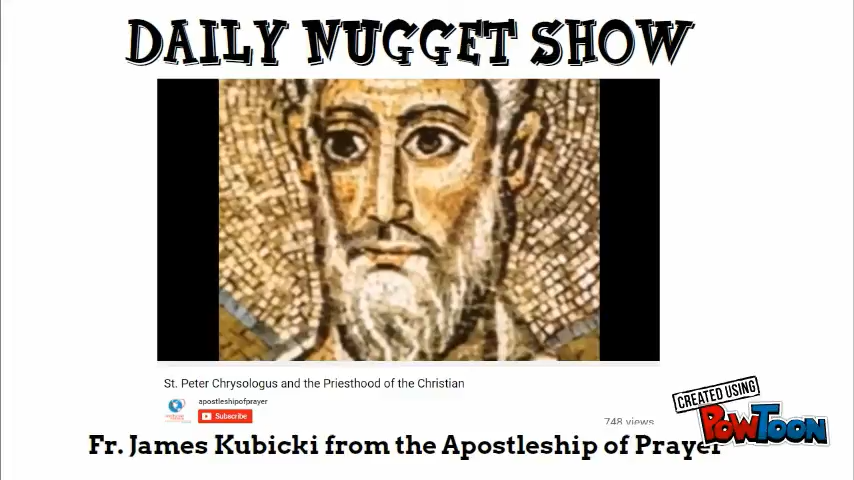 DAILY NUGGET SHOW
St. Peter Chrysologus and the Priesthood of the Christian
apostleshipofprayer
Subscribe
748 views
CREATED USING
POWTOON
Fr. James Kubicki from the Apostleship of Prayer